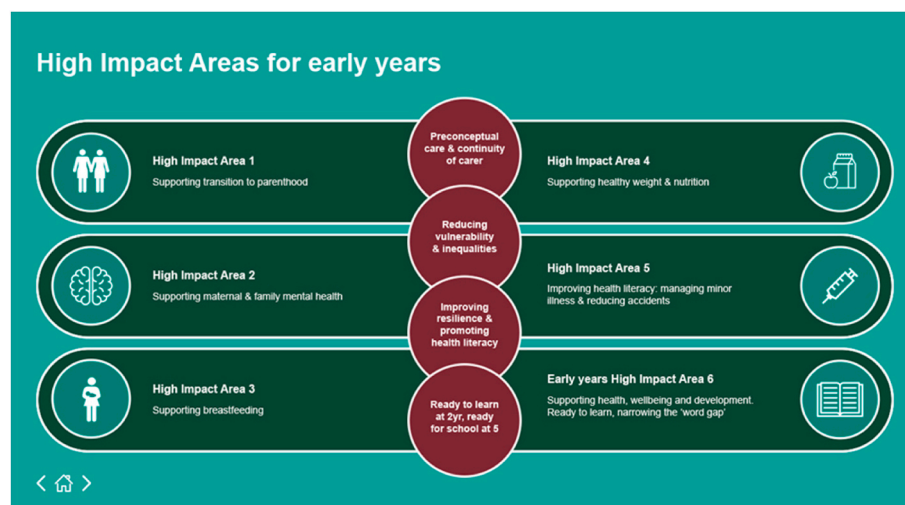 High Impact Areas for early years
High Impact Area 1
Supporting transition to parenthood
High Impact Area 2
Supporting maternal & family mental health
High Impact Area 3
Supporting breastfeeding
Preconceptual
care & continuity
of carer
Reducing
vulnerability
& inequalities
Improving
resilience &
promoting
health literacy
Ready to learn
at 2yr, ready
for school at 5
High Impact Area 4
Supporting healthy weight & nutrition
High Impact Area 5
Improving health literacy: managing minor
illness & reducing accidents
Early years High Impact Area 6
Supporting health, wellbeing and development.
Ready to learn, narrowing the 'word gap'